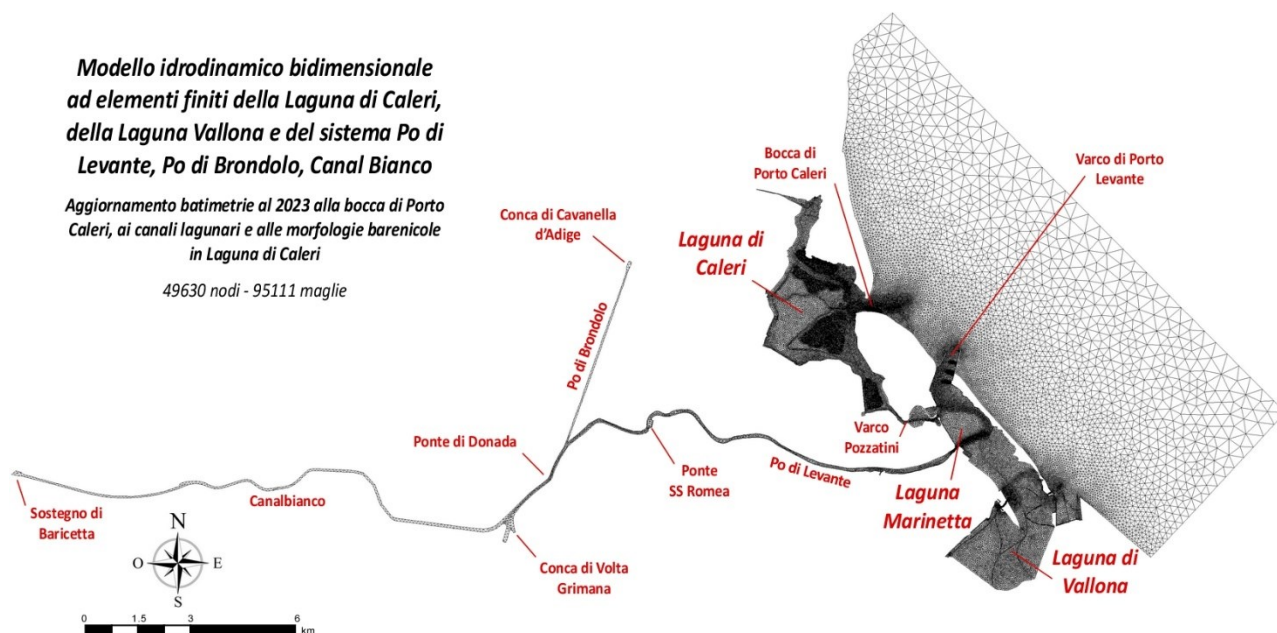 Modello idrodinamico bidimensionale
ad elementi finiti della Laguna di Caleri,
della Laguna Vallona e del sistema Po di
Levante, Po di Brondolo, Canal Bianco
Aggiornamento batimetrie al 2023 alla bocca di Porto
Caleri, ai canali lagunari e alle morfologie barenicole
in Laguna di Caleri
49630 nodi - 95111 maglie
Bocca di
Porto Caleri
Varco di Porto
Levante
Conca di Cavanella
d'Adige
Laguna di
Caleri
Po di Brondolo
Ponte di Donada
Varco
Pozzatini
Ponte
SS Romea
Po di Levante
Laguna
Marinetta
Canalbianco
Sostegno di
Baricetta
Conca di Volta
Grimana
Laguna di
Vallona
N
O
E
S
0 1.5 3 6
km